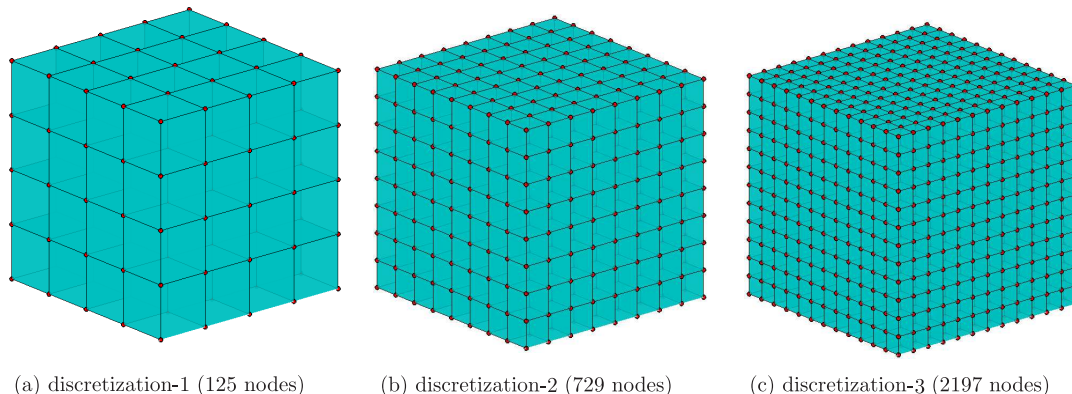 (a) discretization-1 (125 nodes)
(b) discretization-2 (729 nodes)
(c) discretization-3 (2197 nodes)